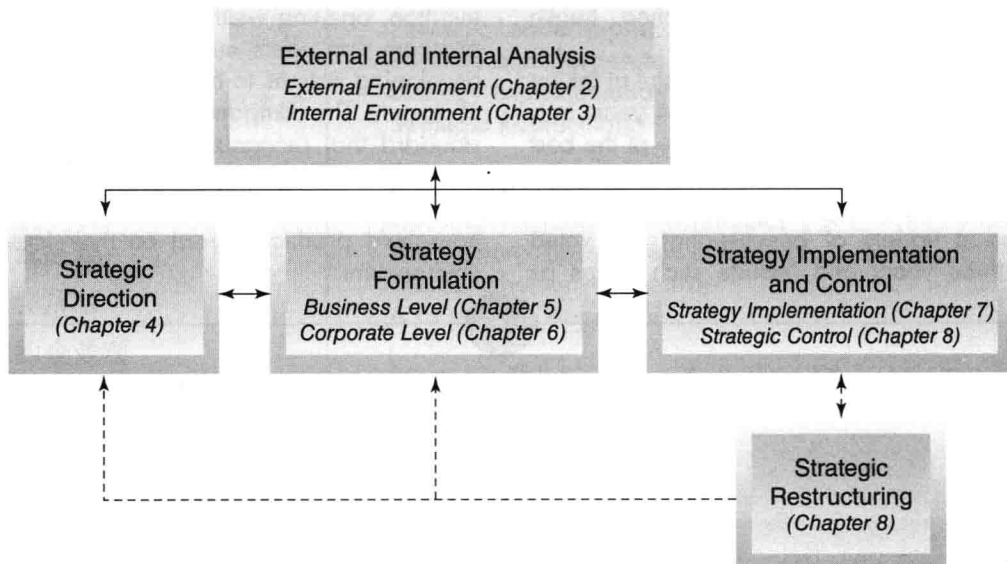 External and Internal Analysis
External Environment (Chapter 2)
Internal Environment (Chapter 3)
Strategic
Direction
(Chapter 4)
Strategy
Formulation
Business Level (Chapter 5)
Corporate Level (Chapter 6)
Strategy Implementation
and Control
Strategy Implementation (Chapter 7)
Strategic Control (Chapter 8)
Strategic
Restructuring
(Chapter 8)